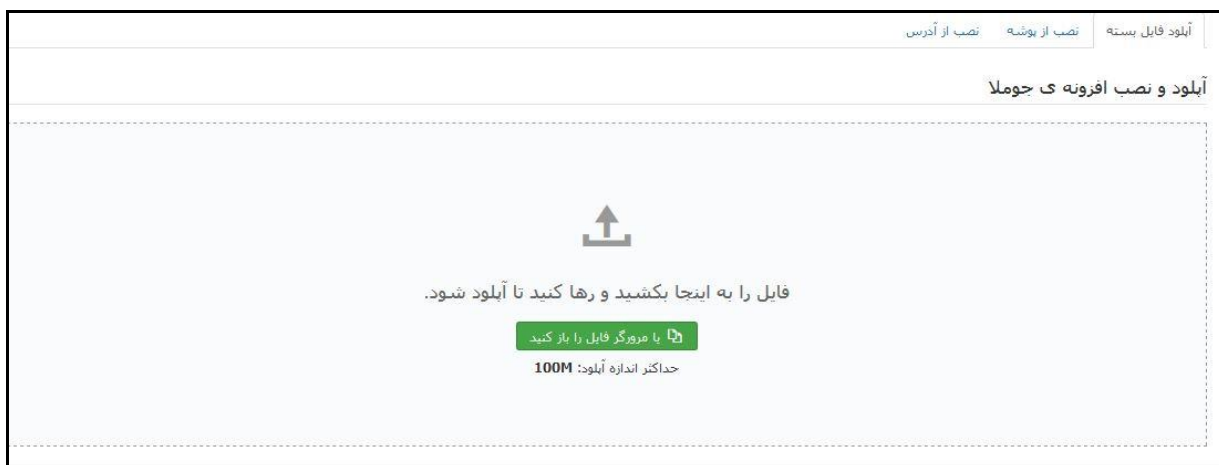 آپلود فایل بسته نصب از پوشه نصب از آدرس
آپلود و نصب افزونه ی جوملا
فایل را به اینجا بکشید و رها کنید تا آپلود شود.
یا مرورگر فایل را باز کنید
حداکثر اندازه آپلود: 100M